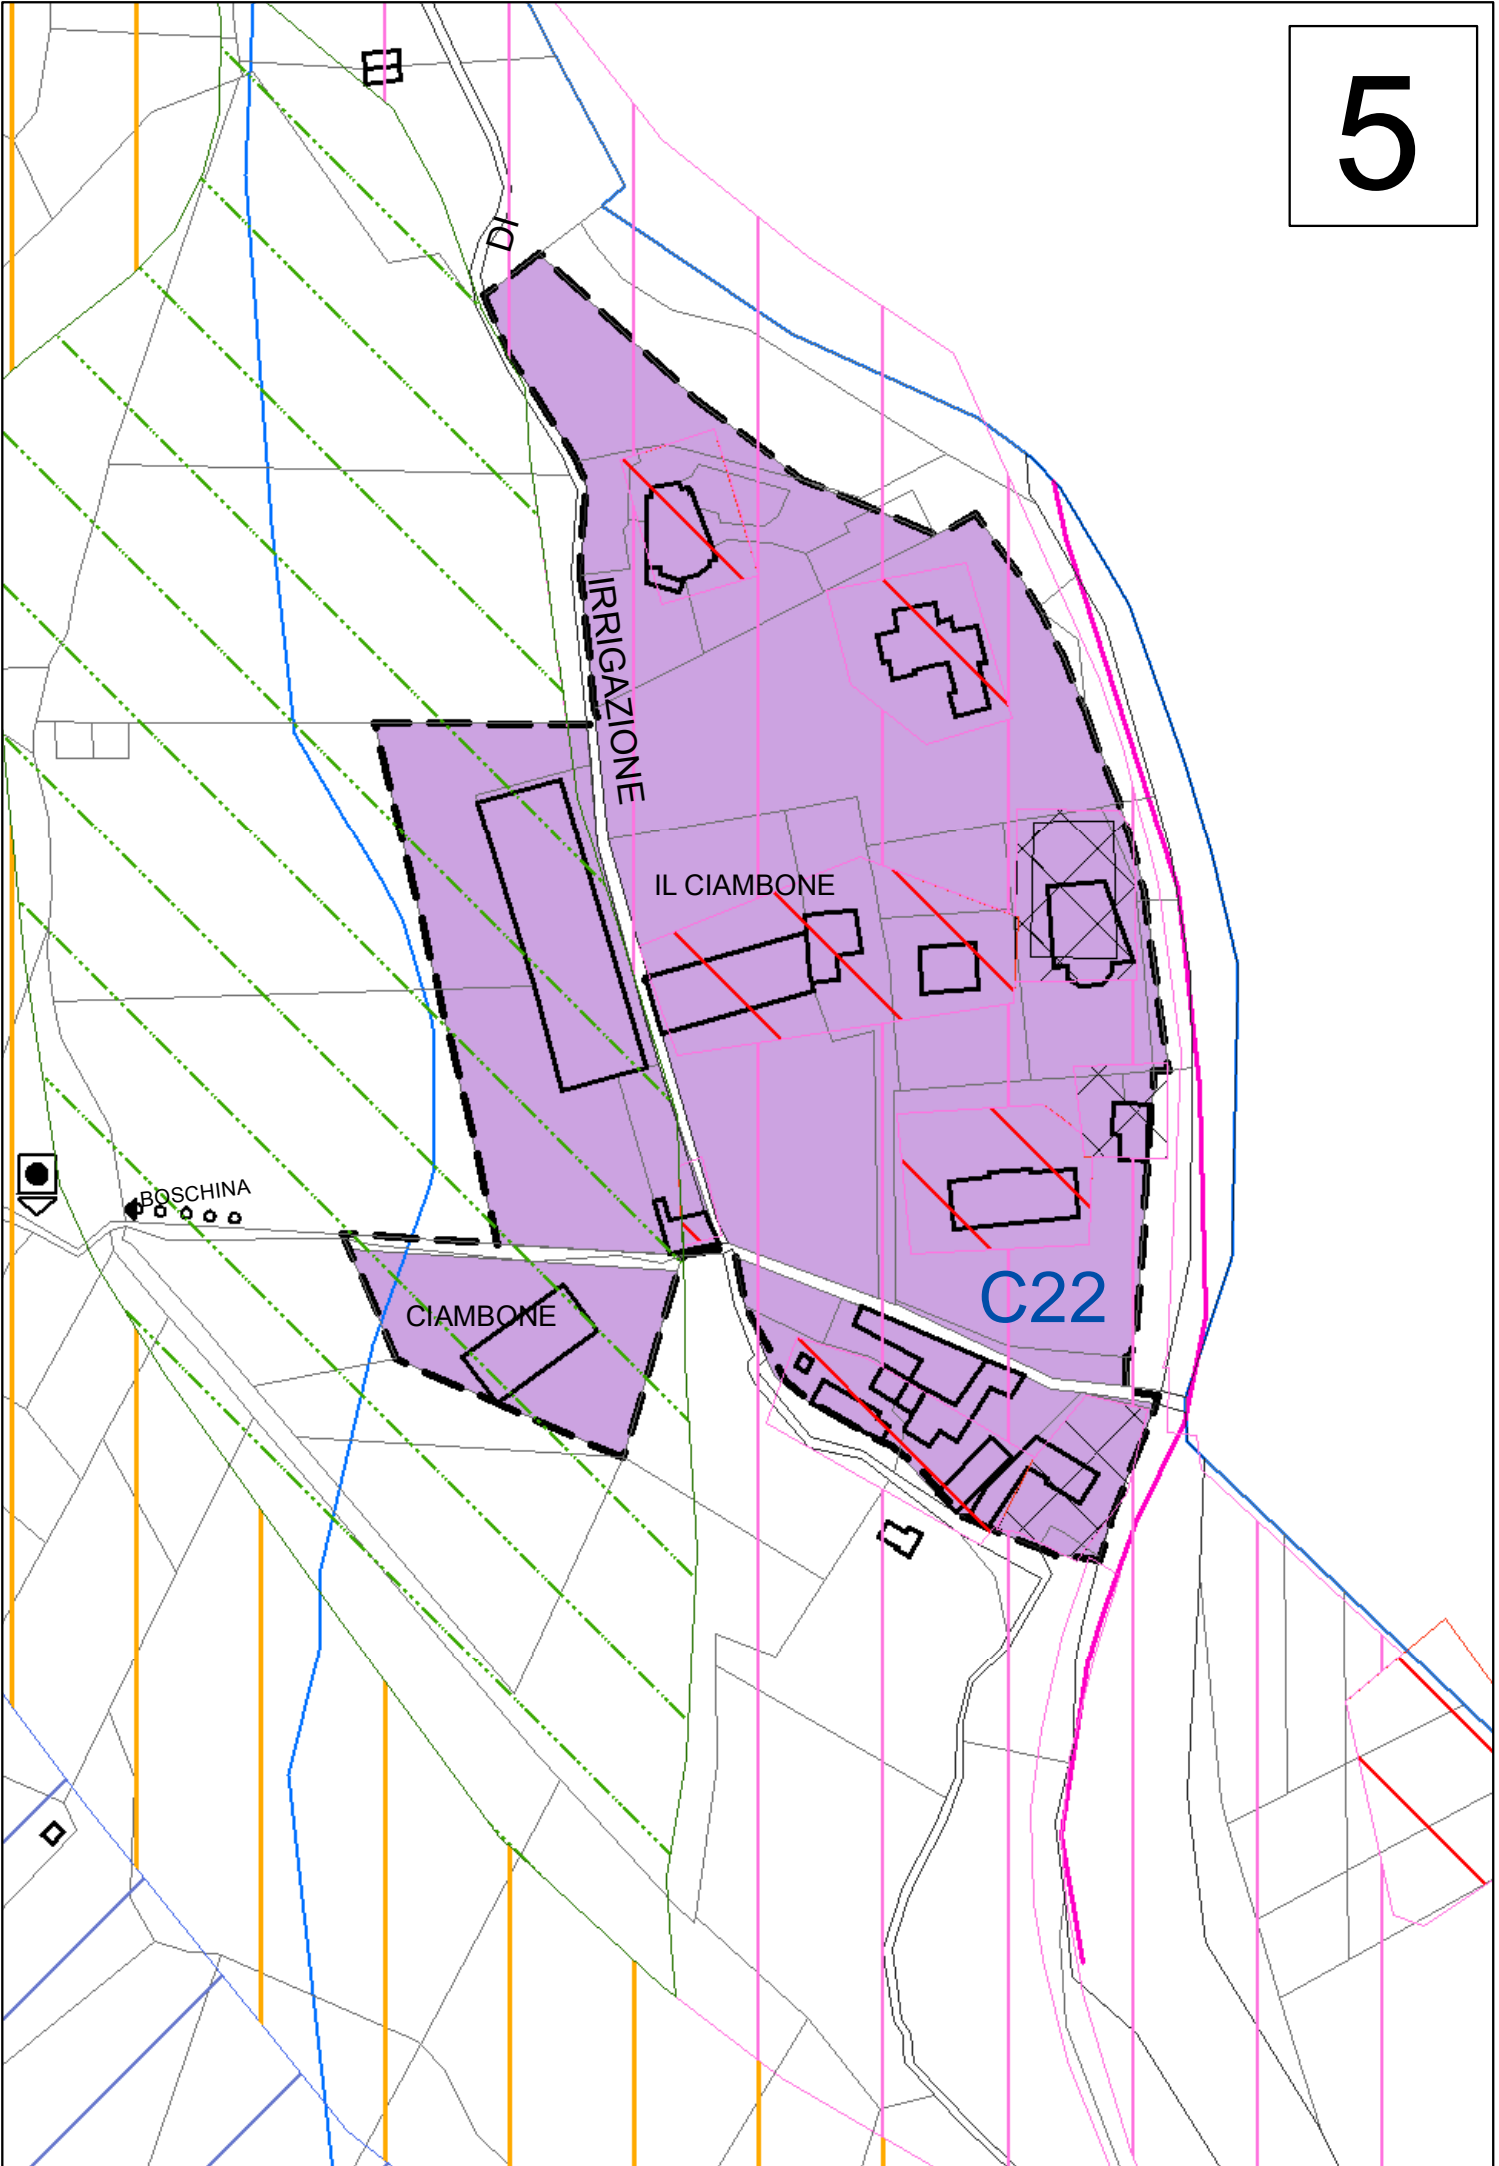 5
DI
IRRIGAZIONE
IL CIAMBONE
BOSCHINA
C22
CIAMBONE